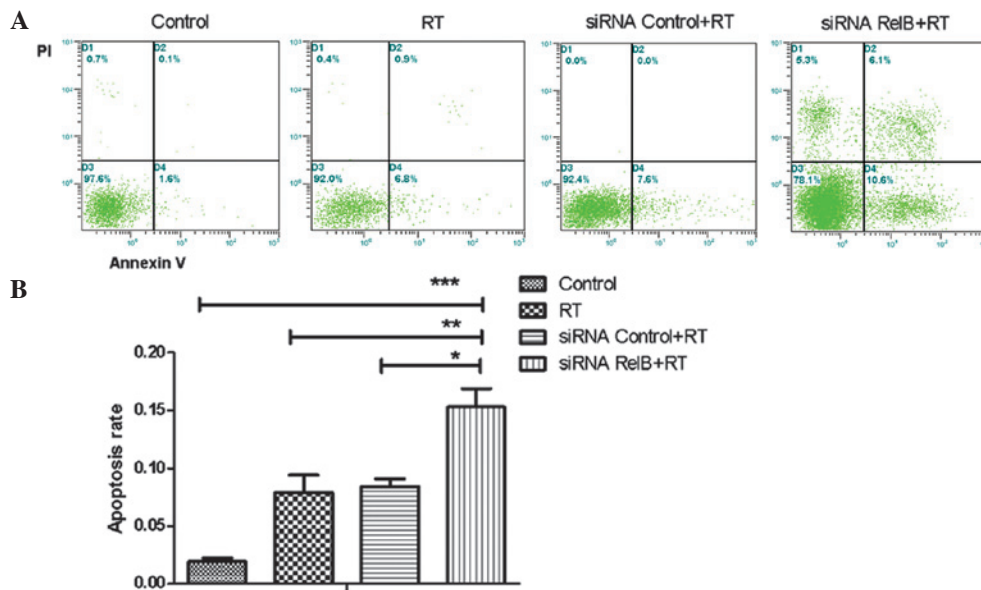 A
Control
RT
siRNA Control+RT
siRNA RelB+RT
PI
D1
0.7%
D2
0.1%
D3
97.6%
D4
1.6%
D1
0.4%
D2
0.9%
D3
92.0%
D4
6.8%
D1
0.0%
D2
0.0%
D3
92.4%
D4
7.6%
D1
5.3%
D2
6.1%
D3
78.1%
D4
10.6%
Annexin V
B
***
**
*
Control
RT
siRNA Control+RT
siRNA RelB+RT
Apoptosis rate
0.20
0.15
0.10
0.05
0.00